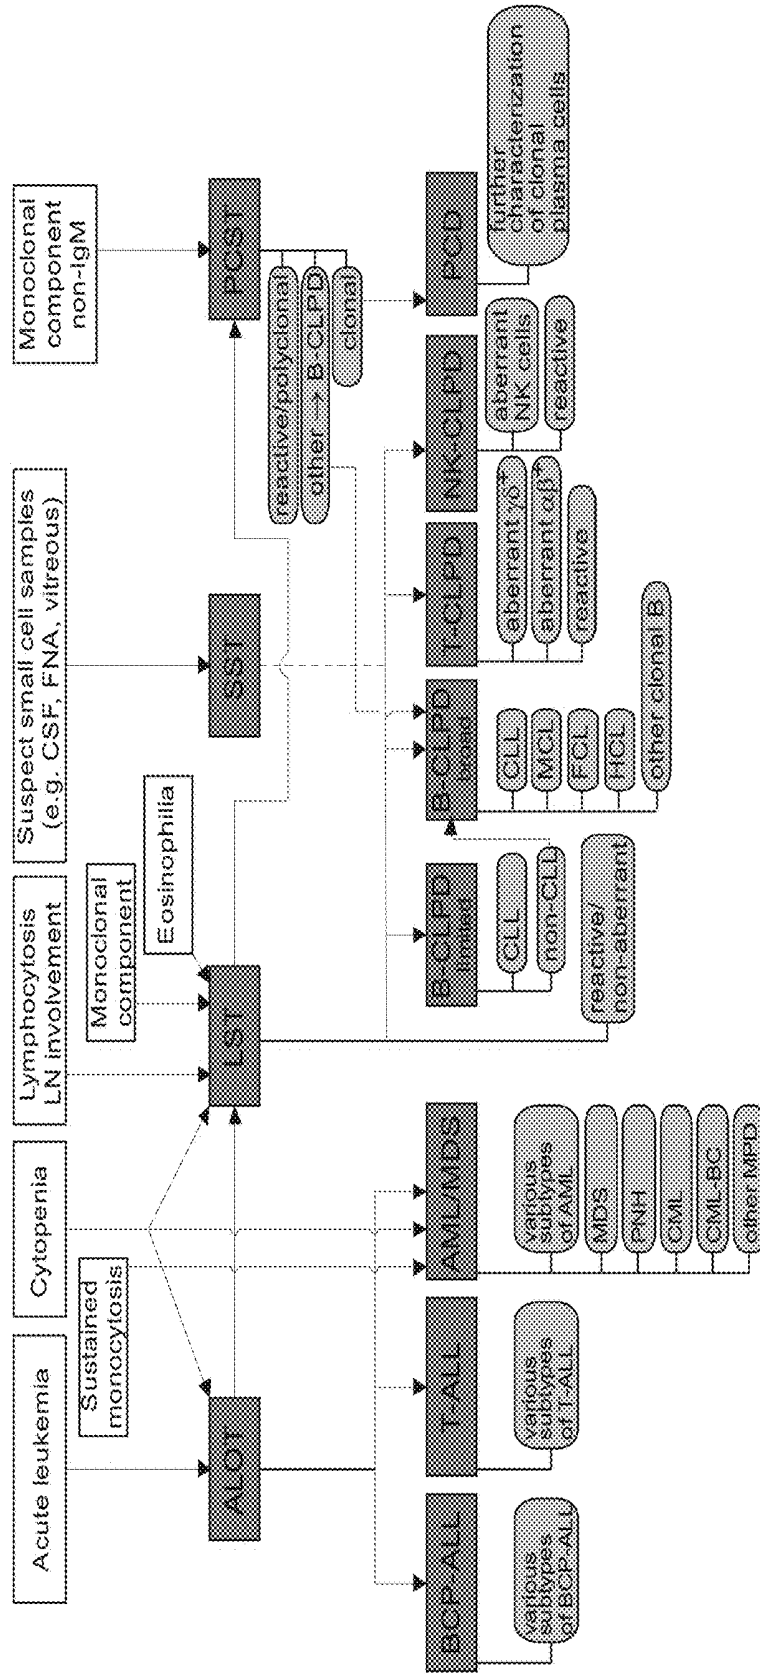 Acute leukemia
Cytopenia
Lymphocytosis
LN involvement
Suspect small cell samples
(e.g. CSF, FNA, vitreous)
Monoclonal
component
non-IgM
Sustained
monocytosis
Monoclonal
component
Eosinophilia
ALOT
LST
SST
PCST
reactive/polyclonal
other → B-CLPD
clonal
BCP-ALL
T-ALL
AML/MDS
B-CLPD
limited
B-CLPD
broad
T-CLPD
NK-CLPD
PCD
various
subtypes
of BCP-ALL
various
subtypes
of T-ALL
various
subtypes
of AML
MDS
PNH
CML
CML-BC
other MPD
CLL
non-CLL
reactive/
non-aberrant
CLL
MCL
FCL
HCL
other clonal B
aberrant γδ+
aberrant αβ+
reactive
aberrant
NK cells
reactive
further
characterization
of clonal
plasma cells